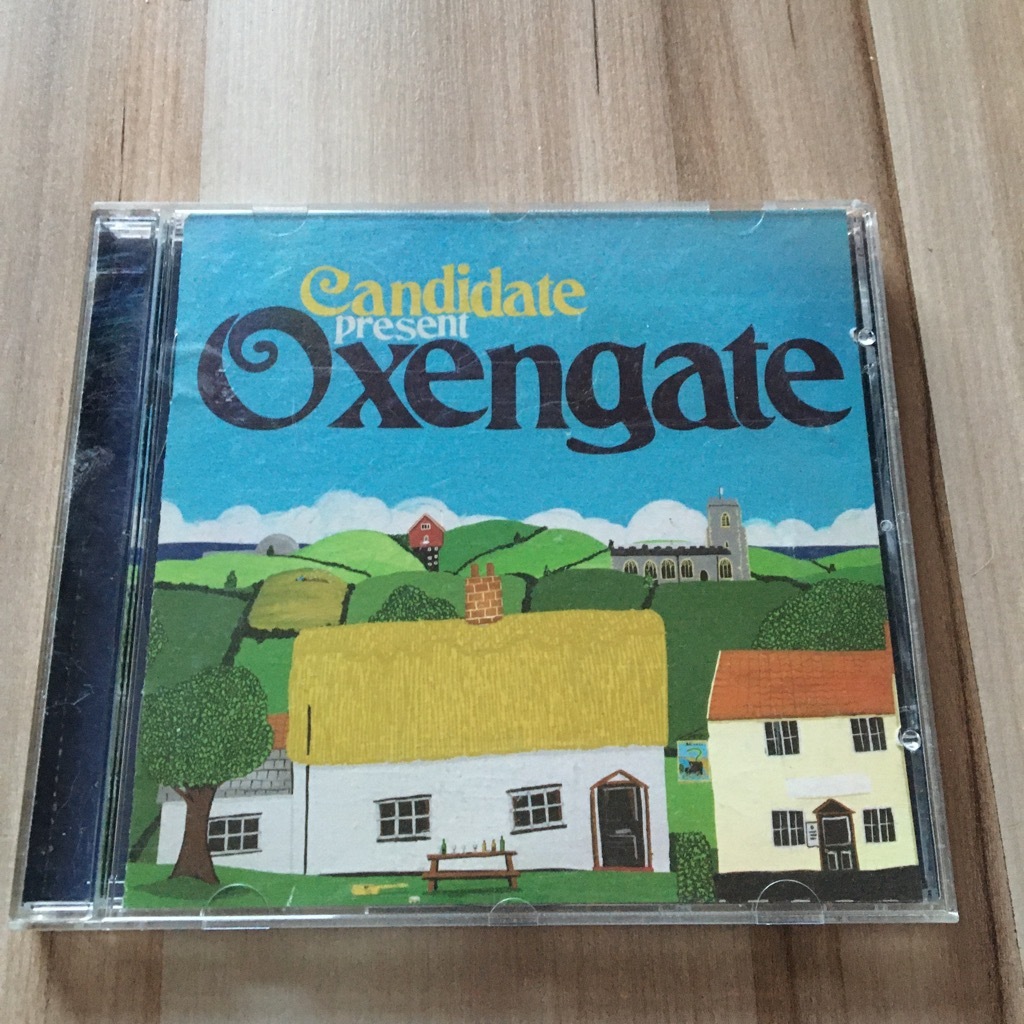 Candidate
present
Oxengate